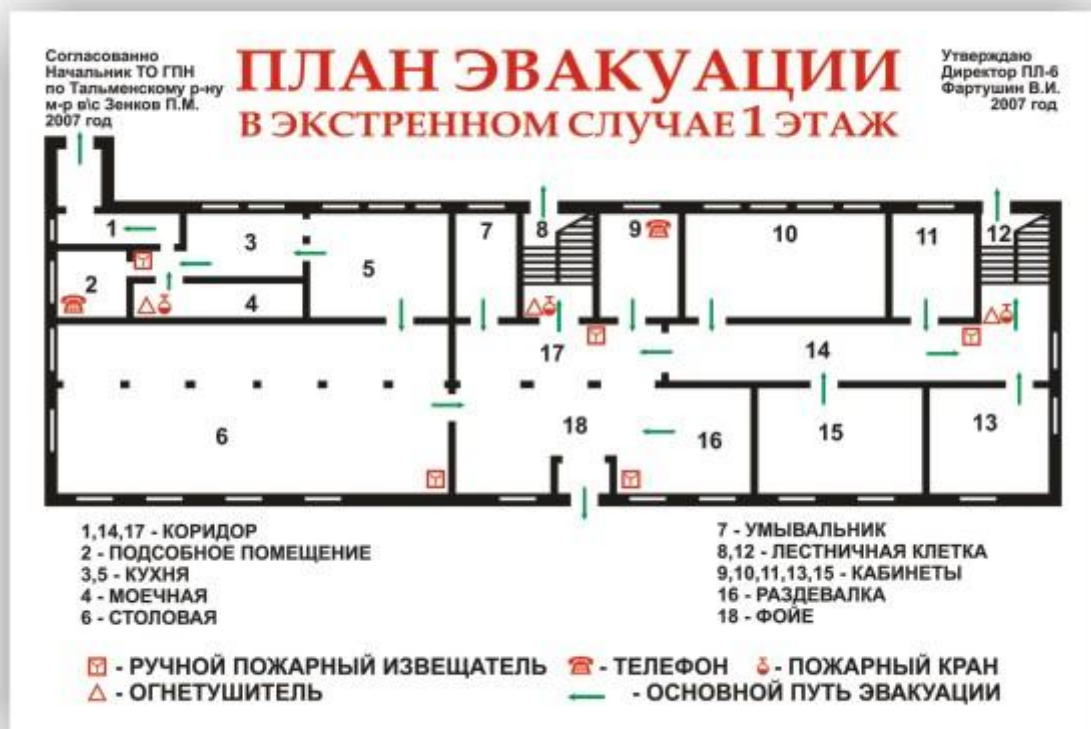 Согласованно
Начальник ТО ГПН
по Тальменскому р-ну
м-р в\с Зенков П.М.
2007 год
ПЛАН ЭВАКУАЦИИ
В ЭКСТРЕННОМ СЛУЧАЕ 1 ЭТАЖ
Утверждаю
Директор ПЛ-6
Фартушин В.И.
2007 год
1
2
3
4
5
6
7
8
9
10
11
12
17
14
18
16
15
13
1,14,17 - КОРИДОР
2 - ПОДСОБНОЕ ПОМЕЩЕНИЕ
3,5 - КУХНЯ
4 - МОЕЧНАЯ
6 - СТОЛОВАЯ
7 - УМЫВАЛЬНИК
8,12 - ЛЕСТНИЧНАЯ КЛЕТКА
9,10,11,13,15 - КАБИНЕТЫ
16 - РАЗДЕВАЛКА
18 - ФОЙЕ
- РУЧНОЙ ПОЖАРНЫЙ ИЗВЕЩАТЕЛЬ
- ТЕЛЕФОН
- ПОЖАРНЫЙ КРАН
- ОГНЕТУШИТЕЛЬ
- ОСНОВНОЙ ПУТЬ ЭВАКУАЦИИ